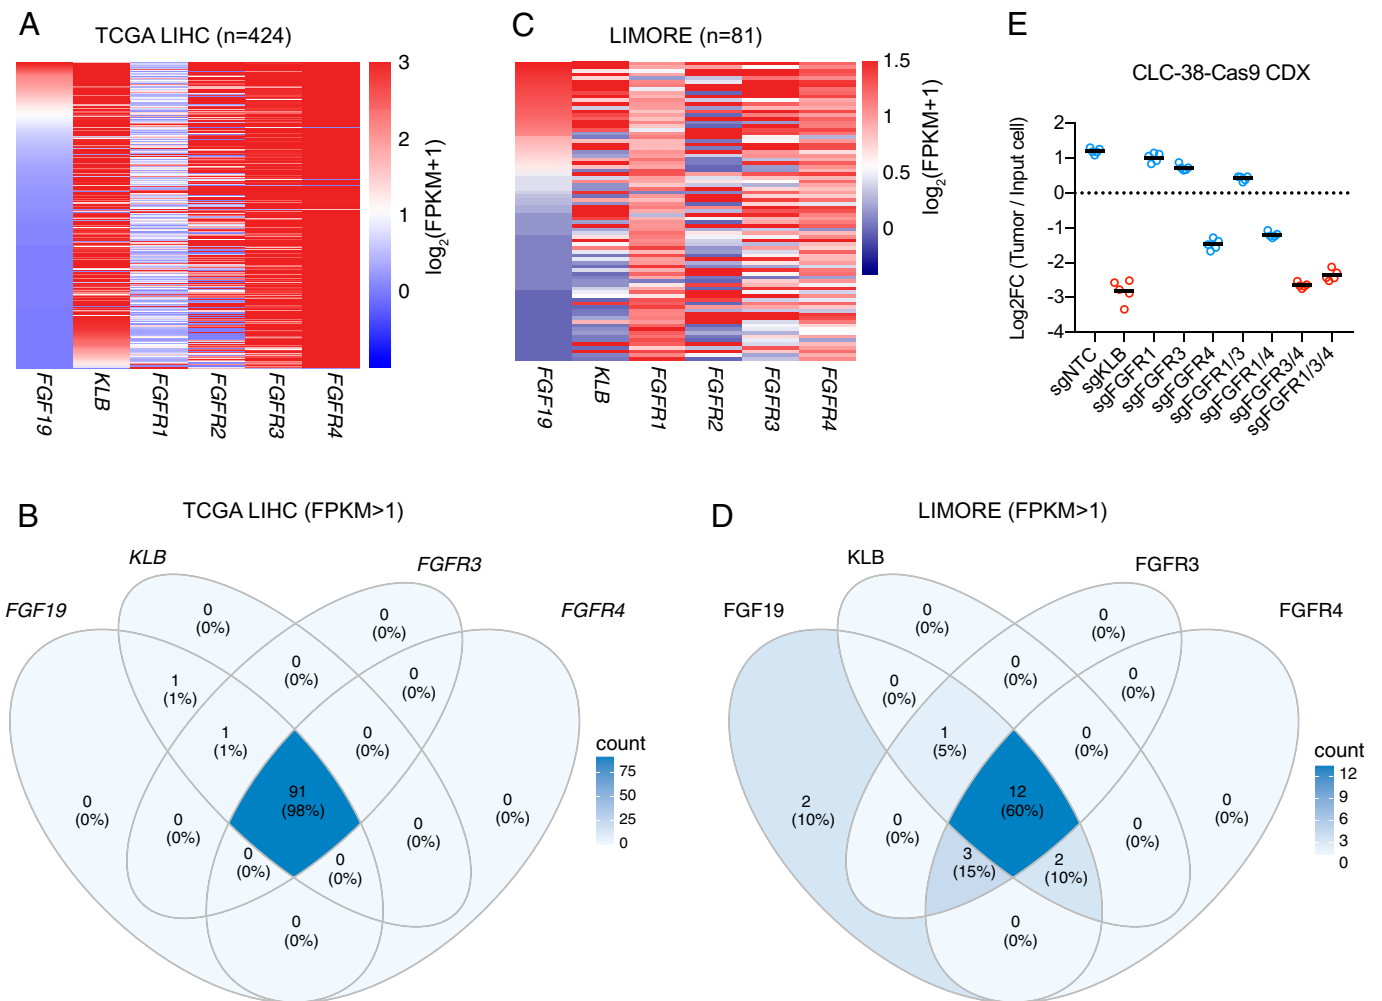 A
TCGA LIHC (n=424)
3
2
1
0
log2(FPKM+1)
FGF19
KLB
FGFR1
FGFR2
FGFR3
FGFR4
C
LIMORE (n=81)
1.5
1
0.5
0
log2(FPKM+1)
FGF19
KLB
FGFR1
FGFR2
FGFR3
FGFR4
E
CLC-38-Cas9 CDX
Log2FC (Tumor / Input cell)
2
1
0
-1
-2
-3
-4
sgNTC
sgKLB
sgFGFR1
sgFGFR3
sgFGFR4
sgFGFR1/3
sgFGFR1/4
sgFGFR3/4
sgFGFR1/3/4
B
TCGA LIHC (FPKM>1)
KLB
FGFR3
FGF19
FGFR4
0
(0%)
0
(0%)
0
(0%)
1
(1%)
0
(0%)
1
(1%)
0
(0%)
91
(98%)
0
(0%)
0
(0%)
0
(0%)
0
(0%)
0
(0%)
0
(0%)
0
(0%)
count
75
50
25
0
D
LIMORE (FPKM>1)
KLB
FGFR3
FGF19
FGFR4
0
(0%)
0
(0%)
0
(0%)
0
(0%)
0
(0%)
1
(5%)
0
(0%)
12
(60%)
2
(10%)
0
(0%)
0
(0%)
0
(0%)
3
(15%)
2
(10%)
0
(0%)
count
12
9
6
3
0